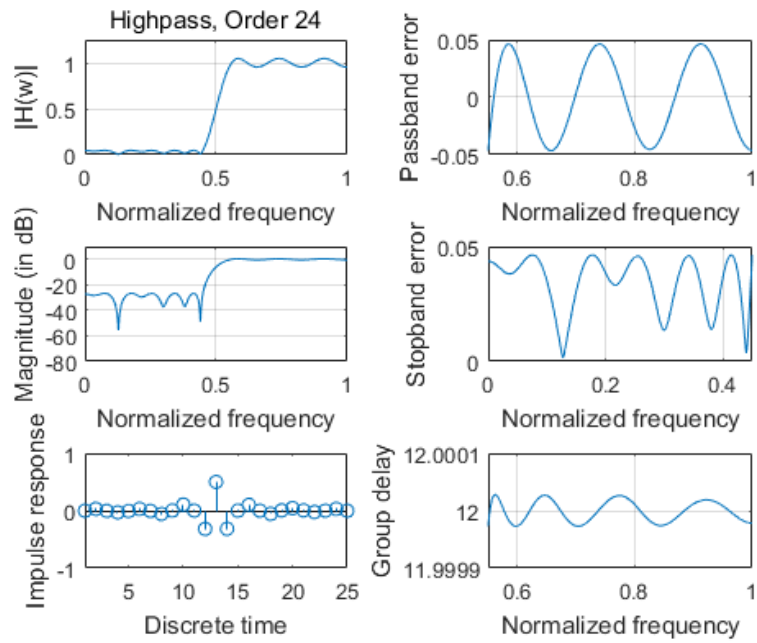 Highpass, Order 24
|H(w)|
1
0.5
0
0 0.5 1
Normalized frequency
Passband error
0.05
0
-0.05
0.6 0.8 1
Normalized frequency
Magnitude (in dB)
0
-20
-40
-60
-80
0 0.5 1
Normalized frequency
Stopband error
0.05
0
0 0.2 0.4
Normalized frequency
Impulse response
1
0
-1
5 10 15 20 25
Discrete time
Group delay
12.0001
12
11.9999
0.6 0.8 1
Normalized frequency